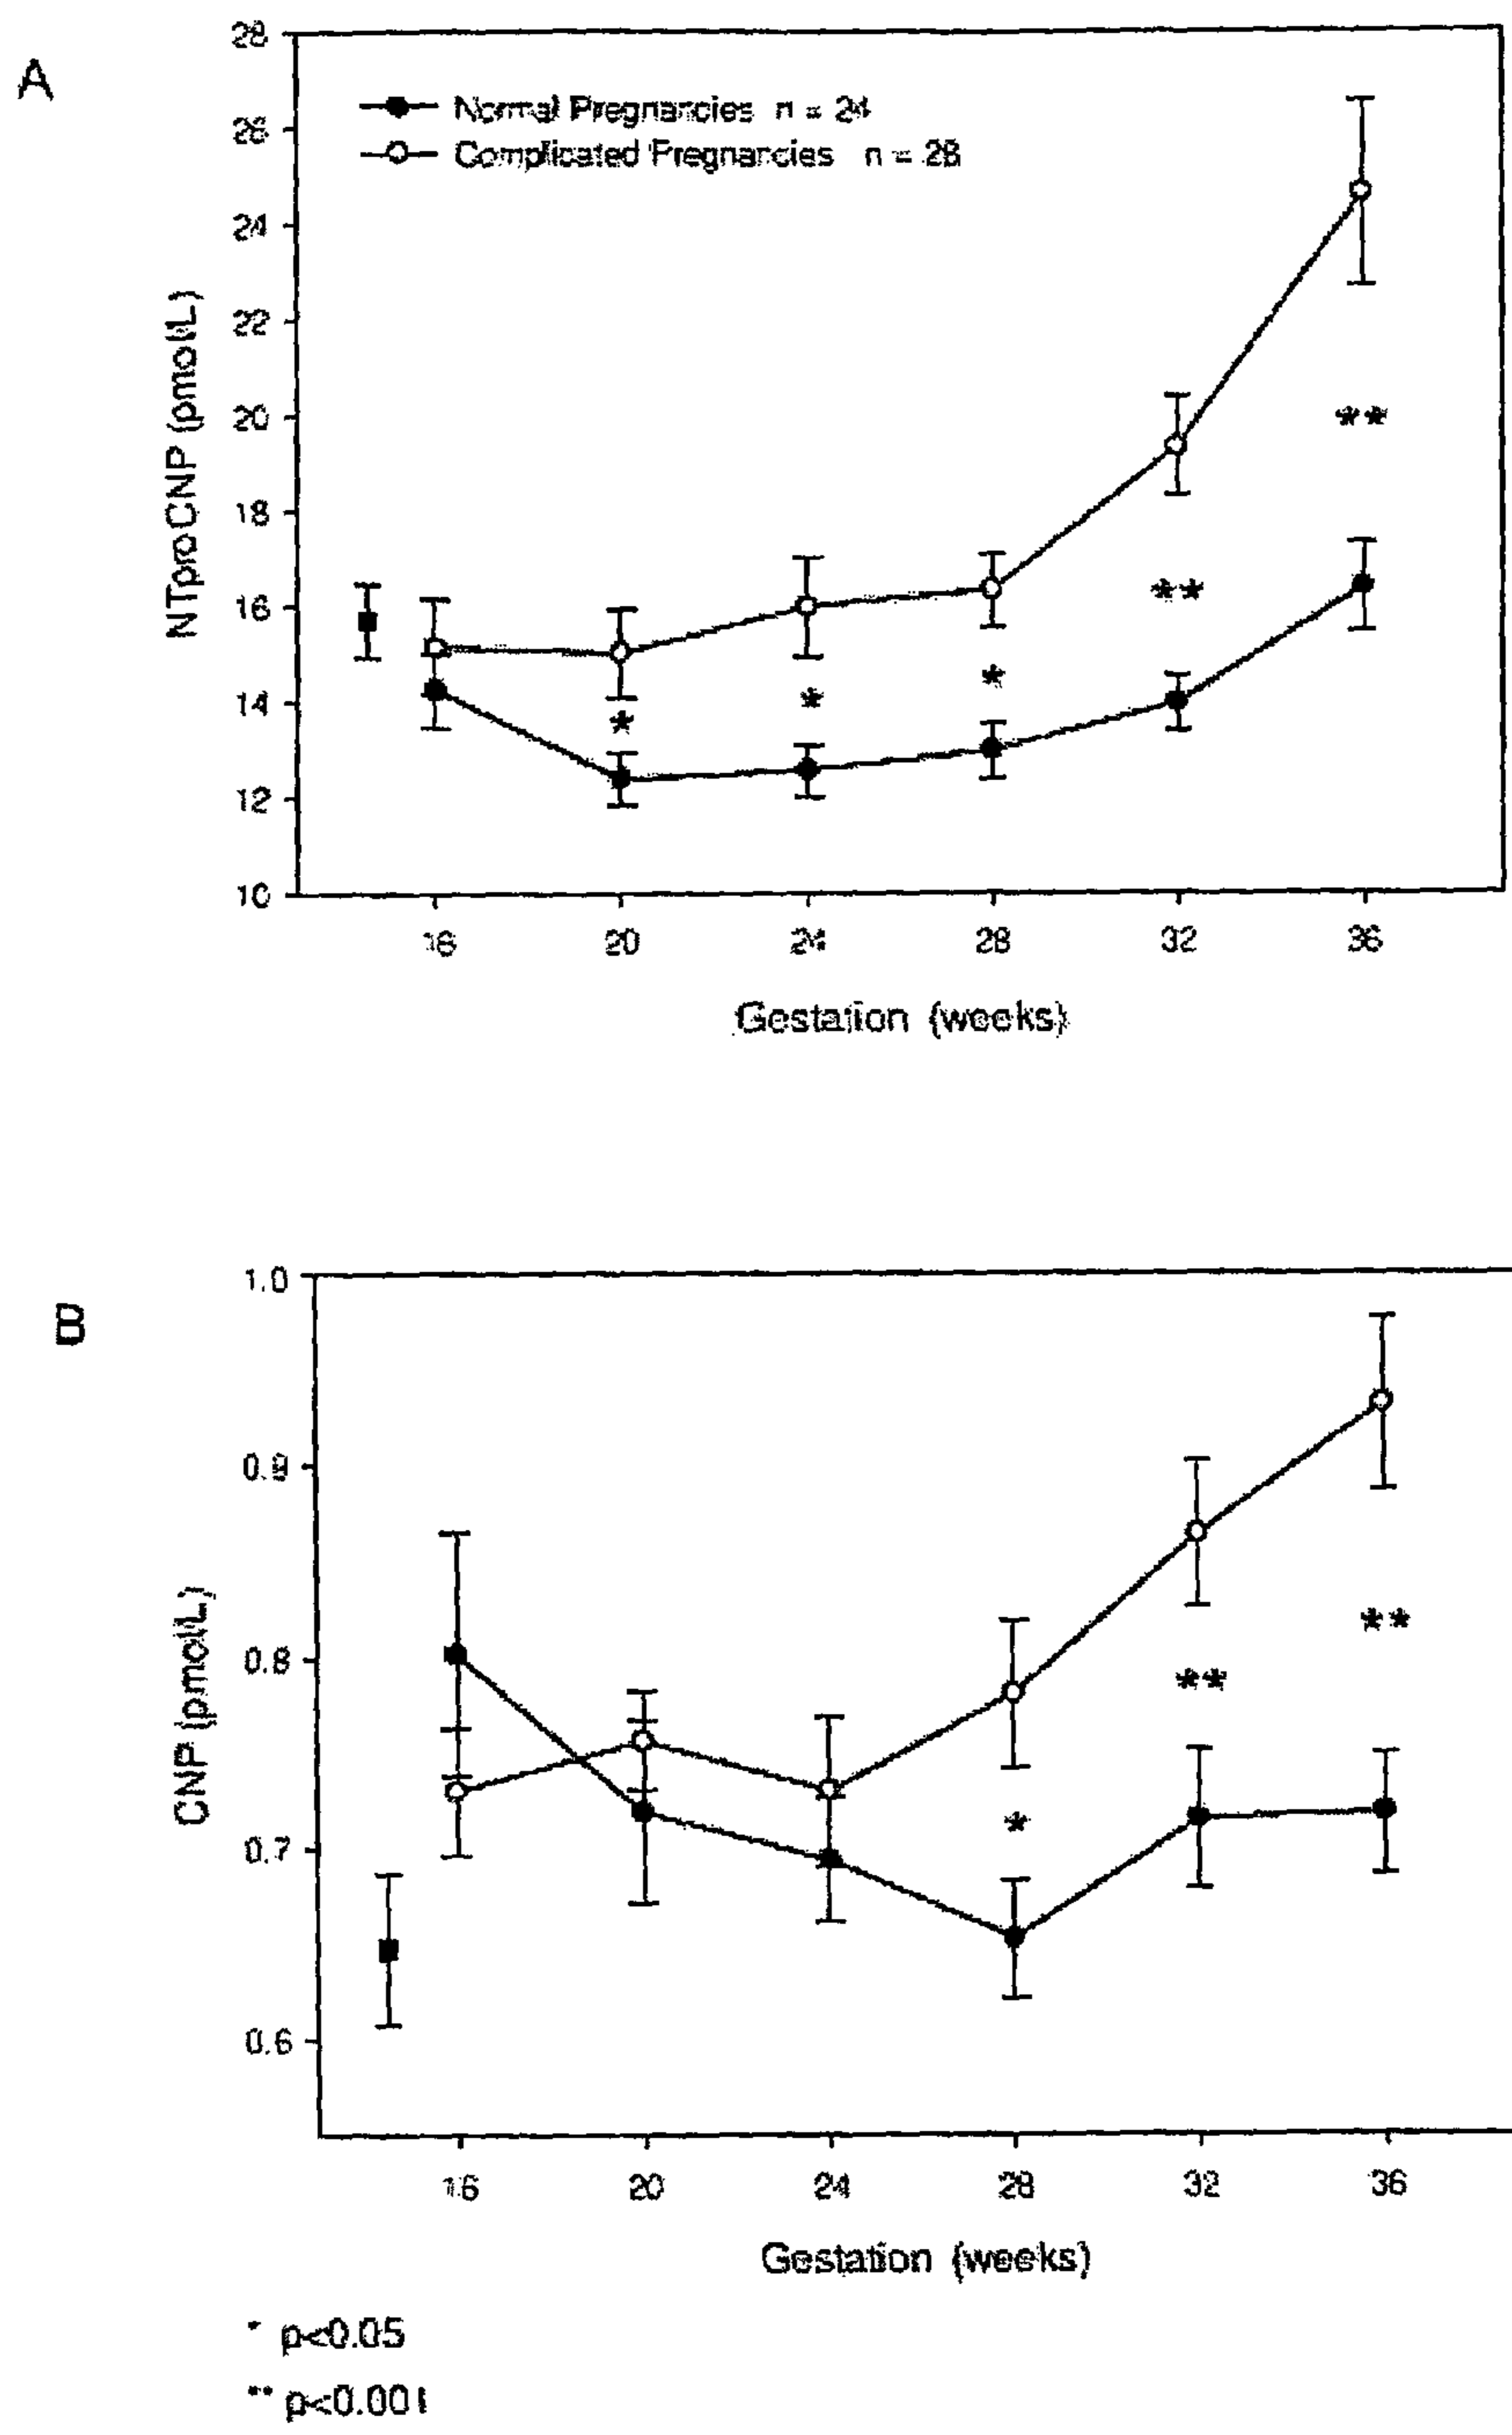 A
28
Normal Pregnancies n = 24
Complicated Pregnancies n = 28
26
24
22
20
18
16
14
12
10
NTproCNP (pmol/L)
**
**
*
*
*
16 20 24 28 32 36
Gestation (weeks)
B
1.0
0.9
0.8
0.7
0.6
CNP (pmol/L)
**
**
*
16 20 24 28 32 36
Gestation (weeks)
* p<0.05
** p<0.001